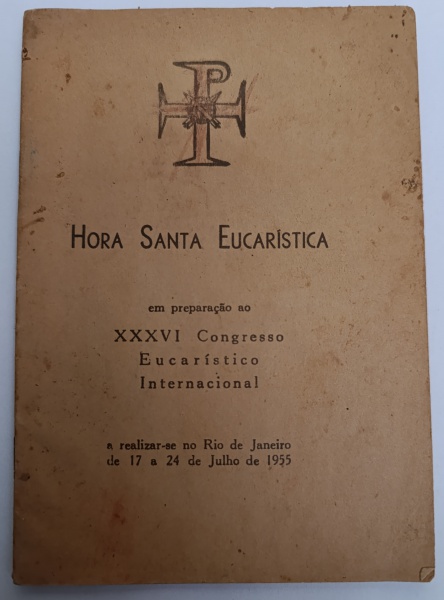 HORA SANTA EUCARÍSTICA
em preparação ao
XXXVI Congresso
Eucarístico
Internacional
a realizar-se no Rio de Janeiro
de 17 a 24 de Julho de 1955